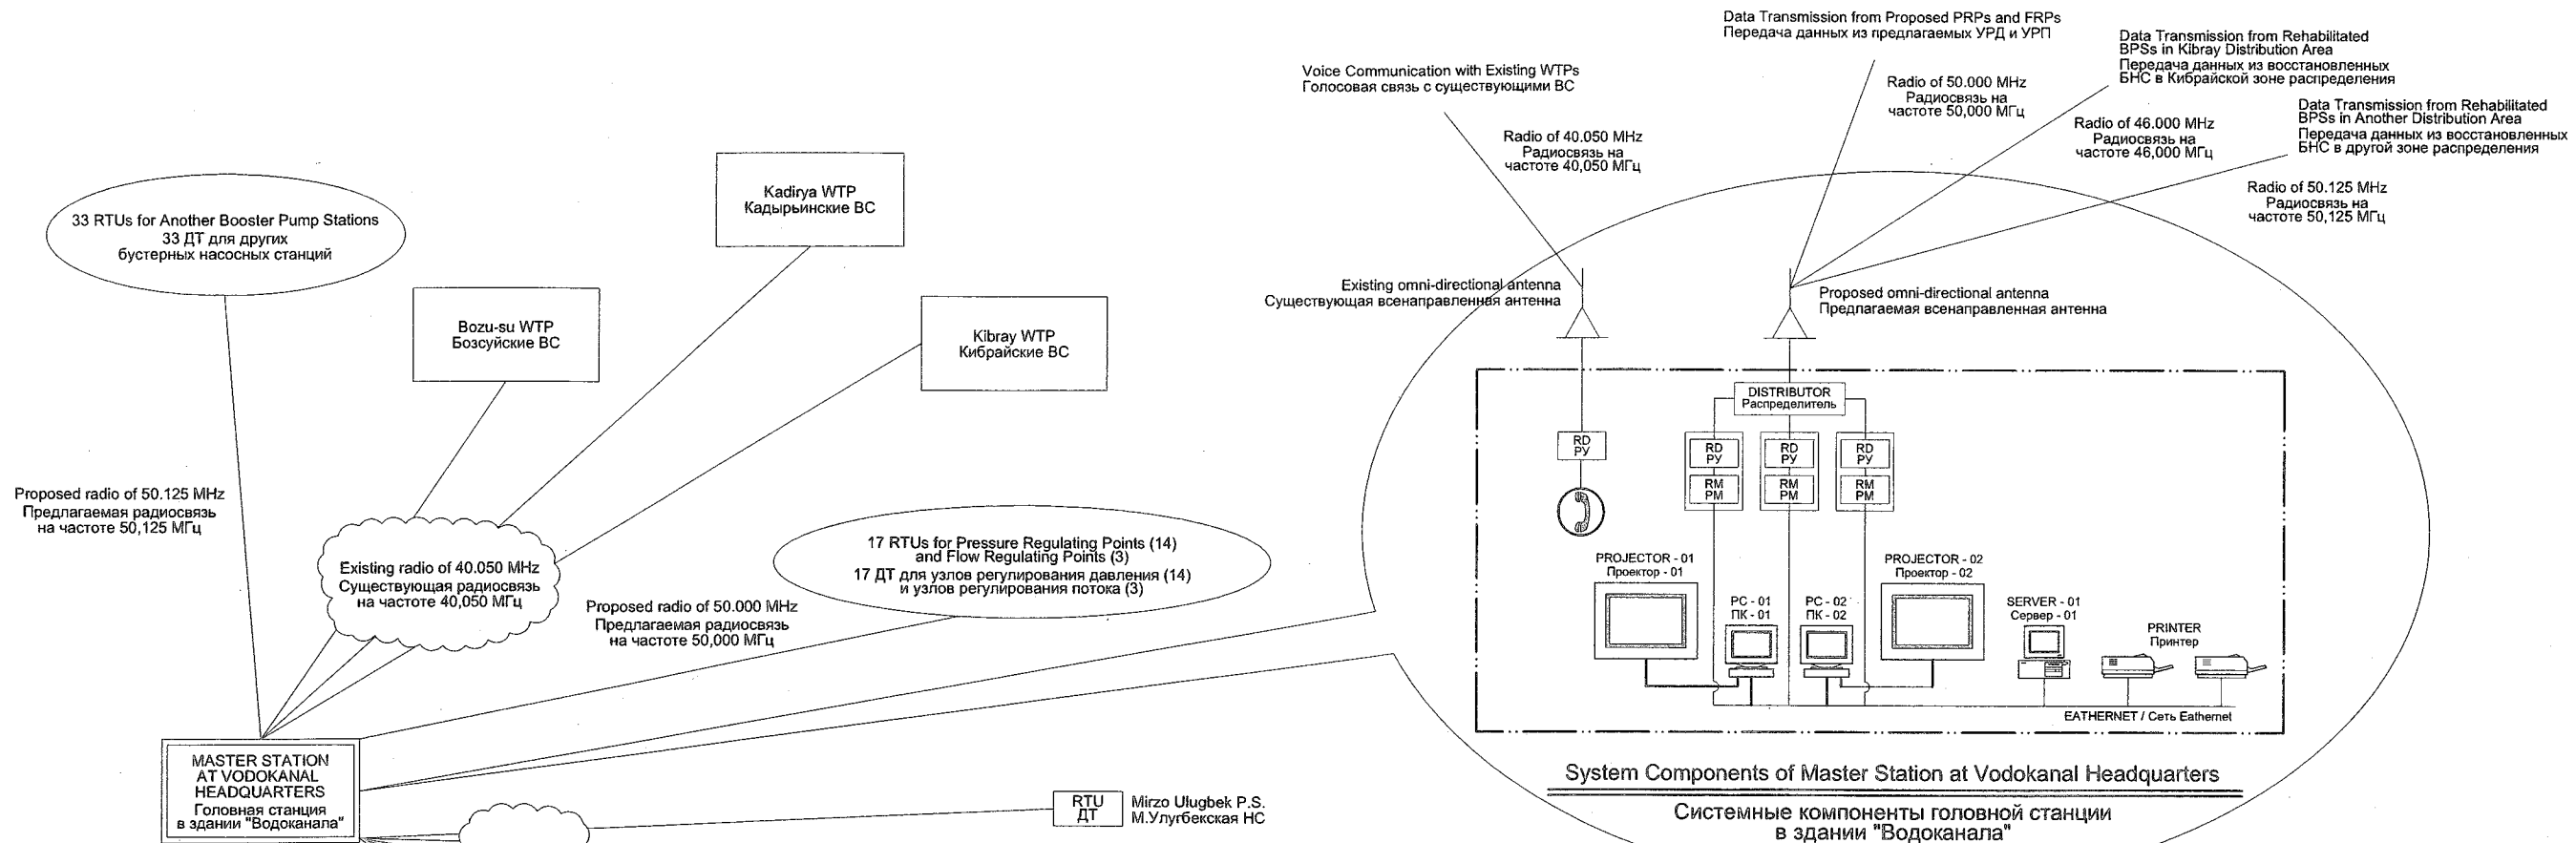 Data Transmission from Proposed PRPs and FRPs
Передача данных из предлагаемых УРД и УРП
Data Transmission from Rehabilitated
BPSs in Kibray Distribution Area
Передача данных из восстановленных
БНС в Кибрайской зоне распределения
Voice Communication with Existing WTPs
Голосовая связь с существующими ВС
Radio of 50.000 MHz
Радиосвязь на
частоте 50,000 МГц
Data Transmission from Rehabilitated
BPSs in Another Distribution Area
Передача данных из восстановленных
БНС в другой зоне распределения
Radio of 40.050 MHz
Радиосвязь на
частоте 40,050 МГц
Radio of 46.000 MHz
Радиосвязь на
частоте 46,000 МГц
Radio of 50.125 MHz
Радиосвязь на
частоте 50,125 МГц
Kadirya WTP
Кадырьинские ВС
33 RTUs for Another Booster Pump Stations
33 ДТ для других
бустерных насосных станций
Existing omni-directional antenna
Существующая всенаправленная антенна
Proposed omni-directional antenna
Предлагаемая всенаправленная антенна
Bozu-su WTP
Бозсуйские ВС
Kibray WTP
Кибрайские ВС
DISTRIBUTOR
Распределитель
RD
РУ
RD
РУ
RM
РМ
RD
РУ
RM
РМ
RD
РУ
RM
РМ
Proposed radio of 50.125 MHz
Предлагаемая радиосвязь
на частоте 50,125 МГц
Existing radio of 40.050 MHz
Существующая радиосвязь
на частоте 40,050 МГц
17 RTUs for Pressure Regulating Points (14)
and Flow Regulating Points (3)
17 ДТ для узлов регулирования давления (14)
и узлов регулирования потока (3)
Proposed radio of 50.000 MHz
Предлагаемая радиосвязь
на частоте 50,000 МГц
PROJECTOR - 01
Проектор - 01
PROJECTOR - 02
Проектор - 02
PC - 01
ПК - 01
PC - 02
ПК - 02
SERVER - 01
Сервер - 01
PRINTER
Принтер
EATHERNET / Сеть Eathernet
MASTER STATION
AT VODOKANAL
HEADQUARTERS
Головная станция
в здании "Водоканала"
RTU
ДТ
Mirzo Ulugbek P.S.
М.Улугбекская НС
System Components of Master Station at Vodokanal Headquarters
Системные компоненты головной станции
в здании "Водоканала"